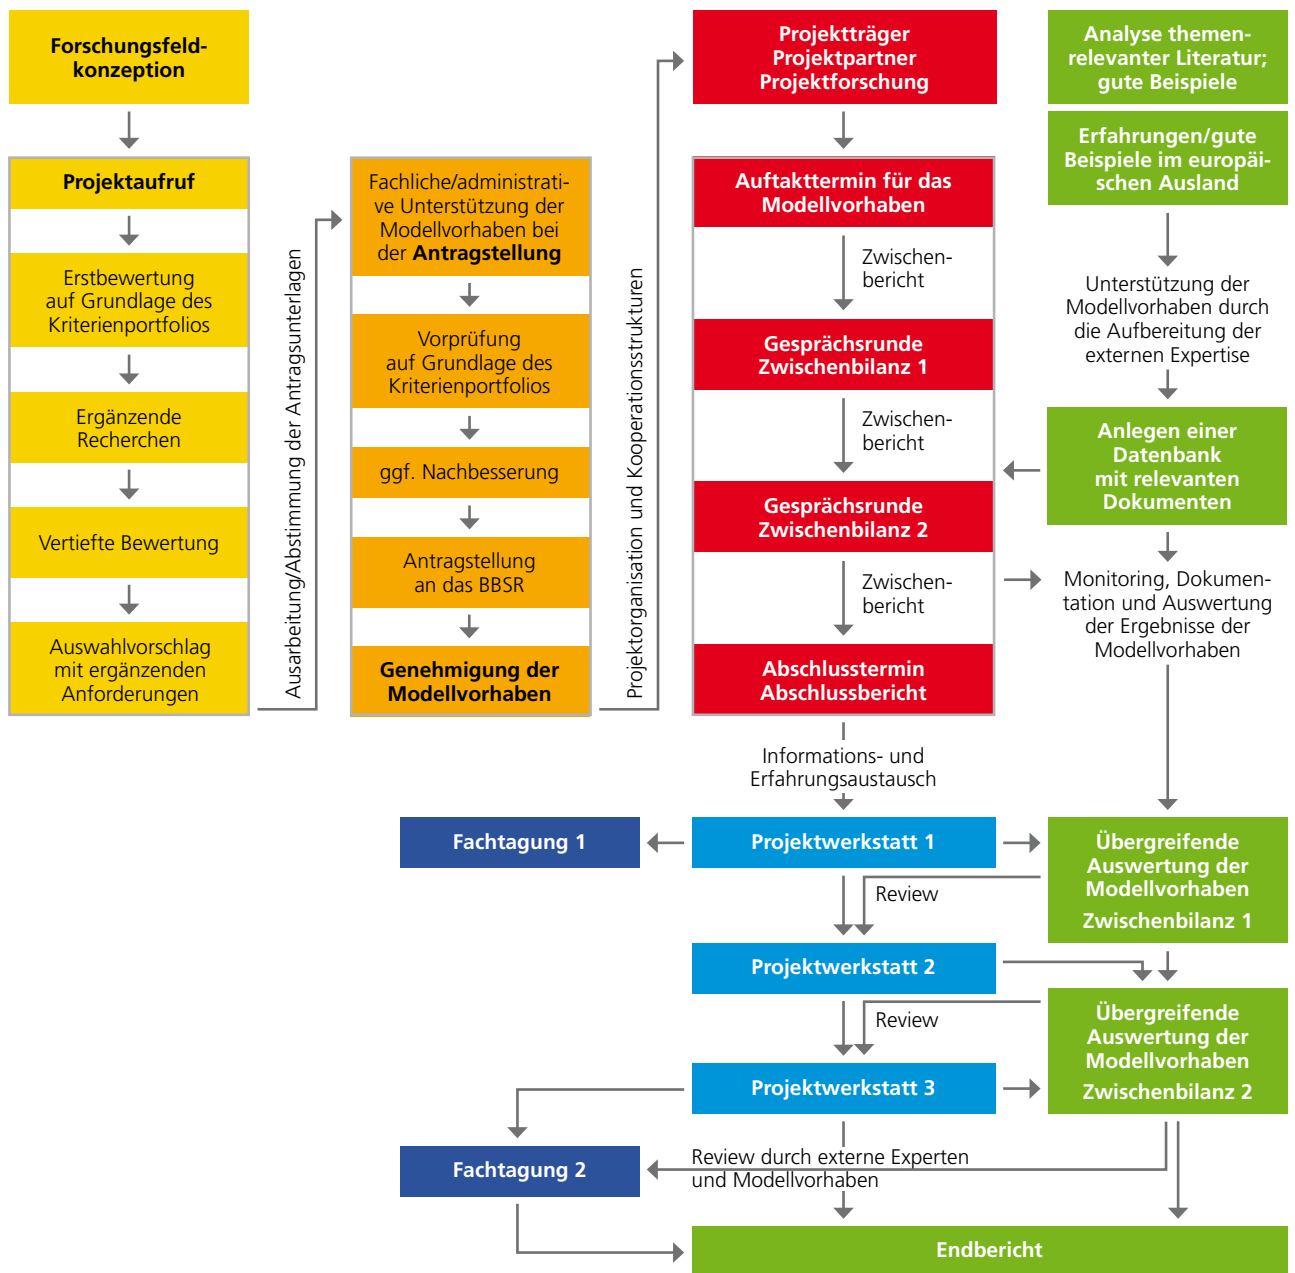 Forschungsfeld-
konzeption
Projektaufruf
Erstbewertung
auf Grundlage des
Kriterienportfolios
Ergänzende
Recherchen
Vertiefte Bewertung
Auswahlvorschlag
mit ergänzenden
Anforderungen
Ausarbeitung/Abstimmung der Antragsunterlagen
Fachliche/administrati-
ve Unterstützung der
Modellvorhaben bei
der Antragstellung
Vorprüfung
auf Grundlage des
Kriterienportfolios
ggf. Nachbesserung
Antragstellung
an das BBSR
Genehmigung der
Modellvorhaben
Projektorganisation und Kooperationsstrukturen
Projektträger
Projektpartner
Projektforschung
Auftakttermin für das
Modellvorhaben
Zwischen-
bericht
Gesprächsrunde
Zwischenbilanz 1
Zwischen-
bericht
Gesprächsrunde
Zwischenbilanz 2
Zwischen-
bericht
Abschlusstermin
Abschlussbericht
Informations- und
Erfahrungsaustausch
Analyse themen-
relevanter Literatur;
gute Beispiele
Erfahrungen/gute
Beispiele im europäi-
schen Ausland
Unterstützung der
Modellvorhaben durch
die Aufbereitung der
externen Expertise
Anlegen einer
Datenbank
mit relevanten
Dokumenten
Monitoring, Dokumen-
tation und Auswertung
der Ergebnisse der
Modellvorhaben
Fachtagung 1
Projektwerkstatt 1
Übergreifende
Auswertung der
Modellvorhaben
Zwischenbilanz 1
Review
Projektwerkstatt 2
Review
Übergreifende
Auswertung der
Modellvorhaben
Zwischenbilanz 2
Projektwerkstatt 3
Fachtagung 2
Review durch externe Experten
und Modellvorhaben
Endbericht